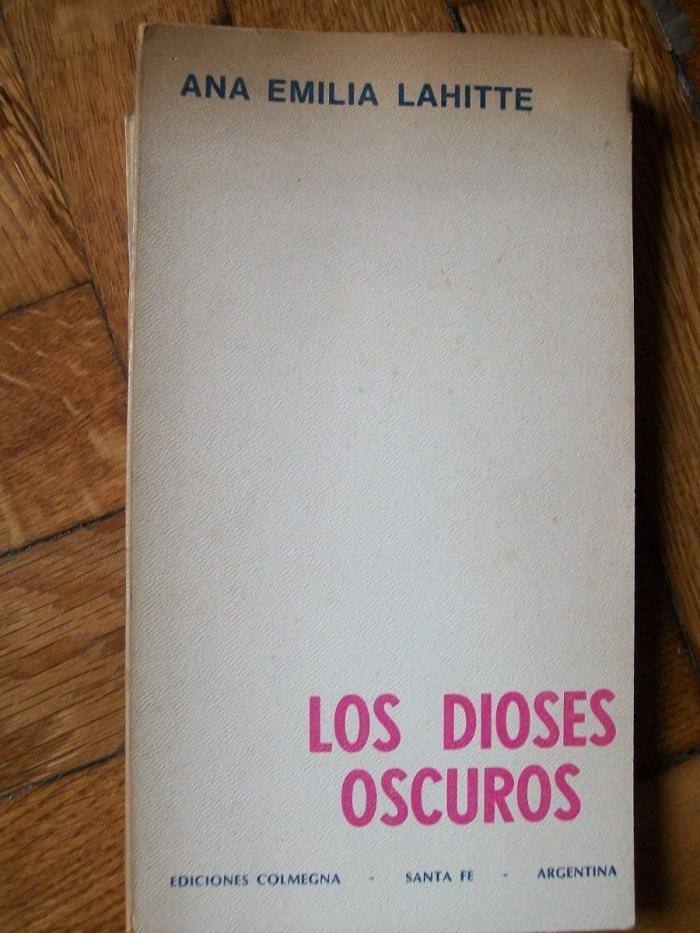 ANA EMILIA LAHITTE
LOS DIOSES
OSCUROS
EDICIONES COLMEGNA - SANTA FE - ARGENTINA